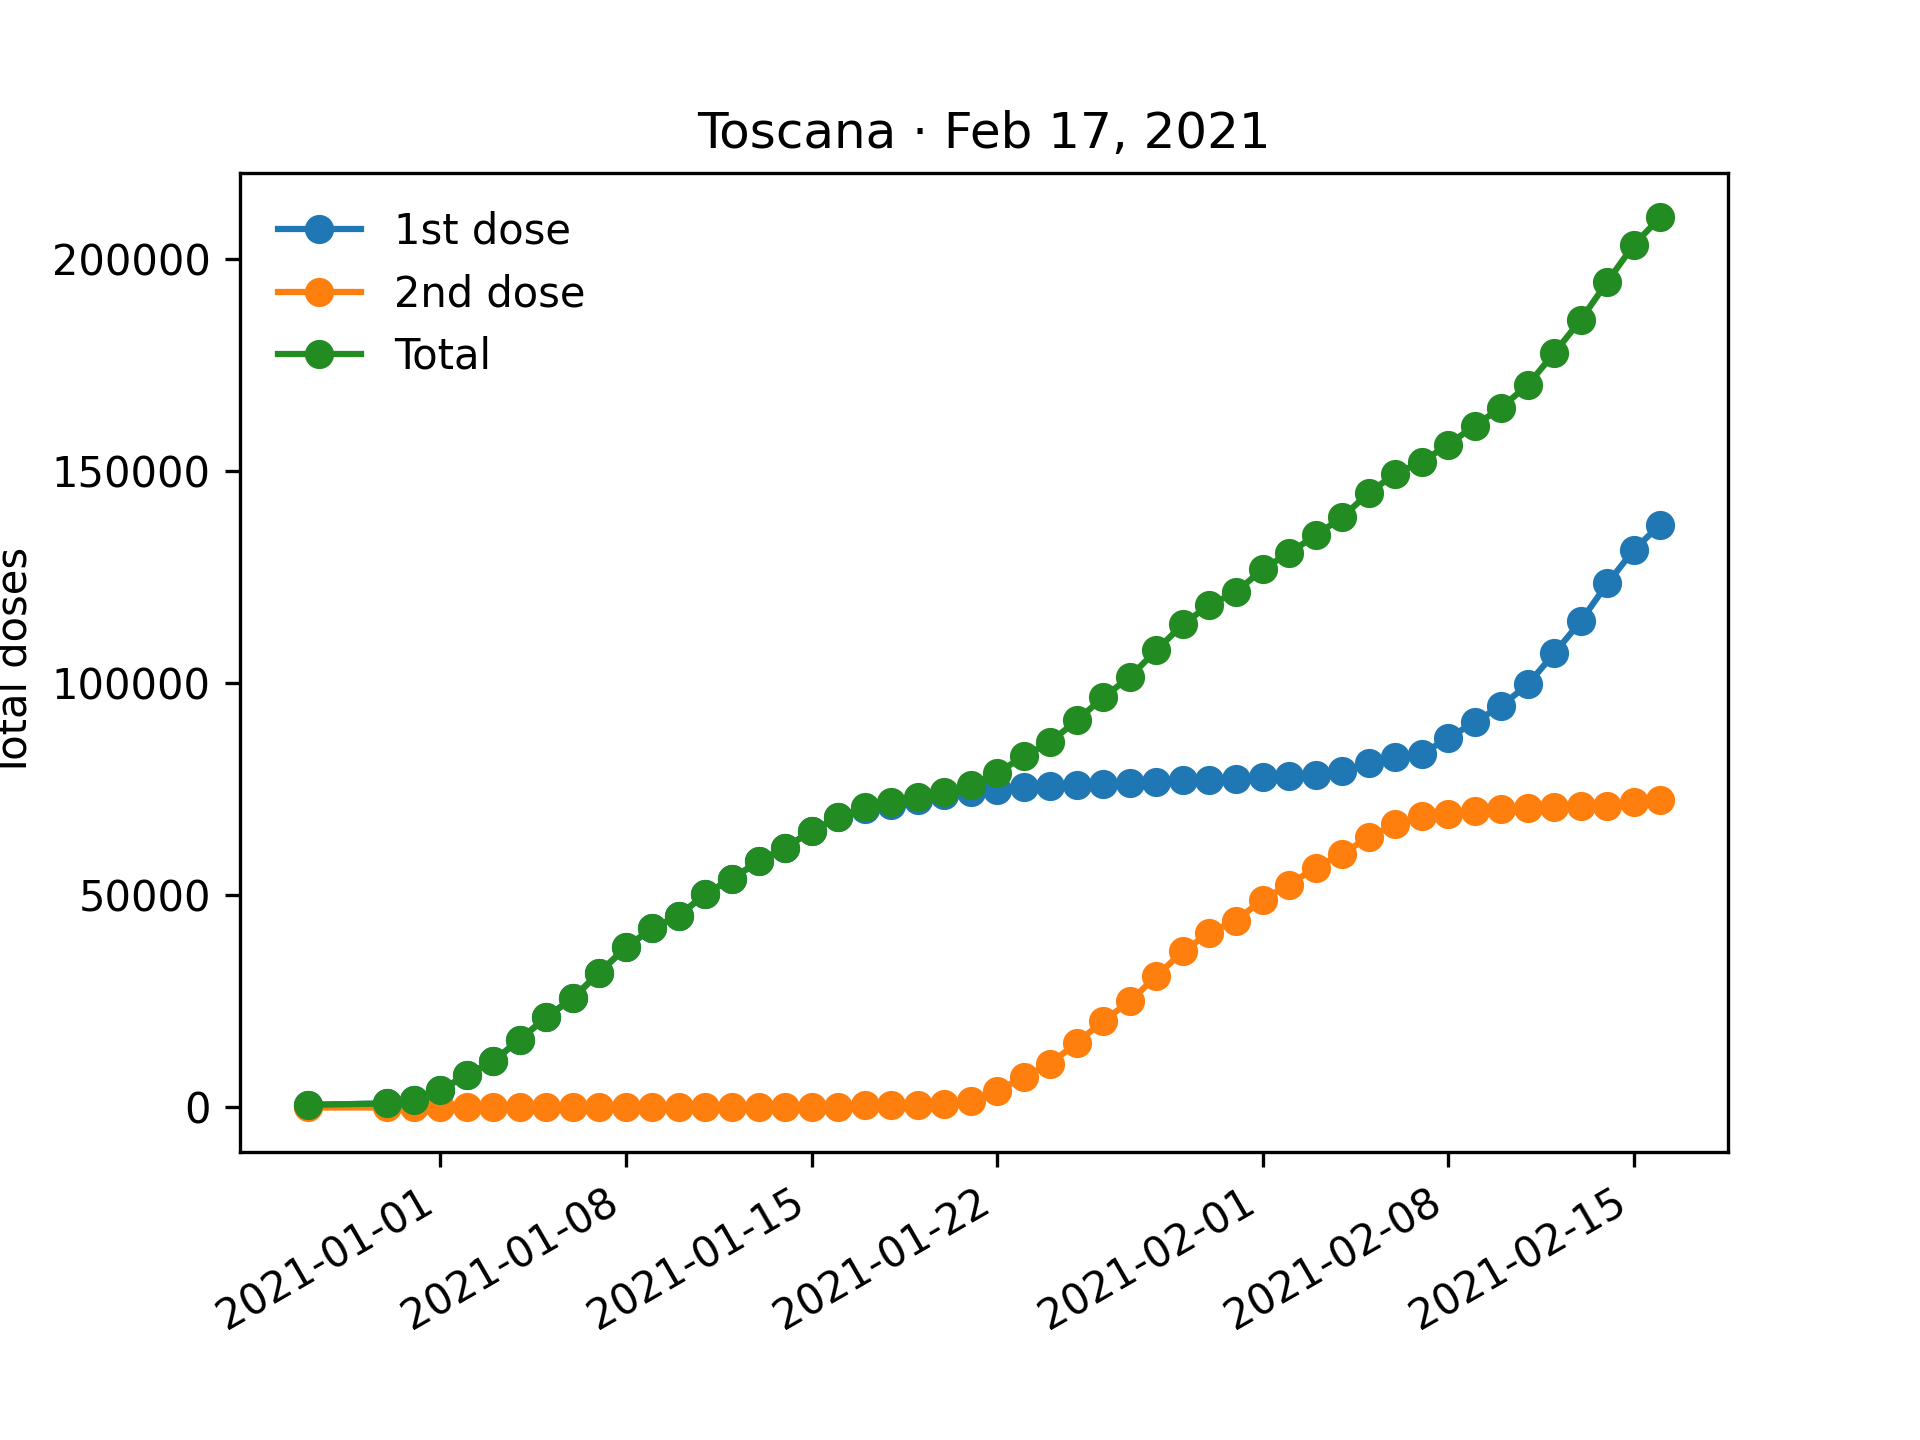 Toscana · Feb 17, 2021
1st dose
2nd dose
Total
200000
150000
100000
50000
0
Total doses
2021-01-01
2021-01-08
2021-01-15
2021-01-22
2021-02-01
2021-02-08
2021-02-15